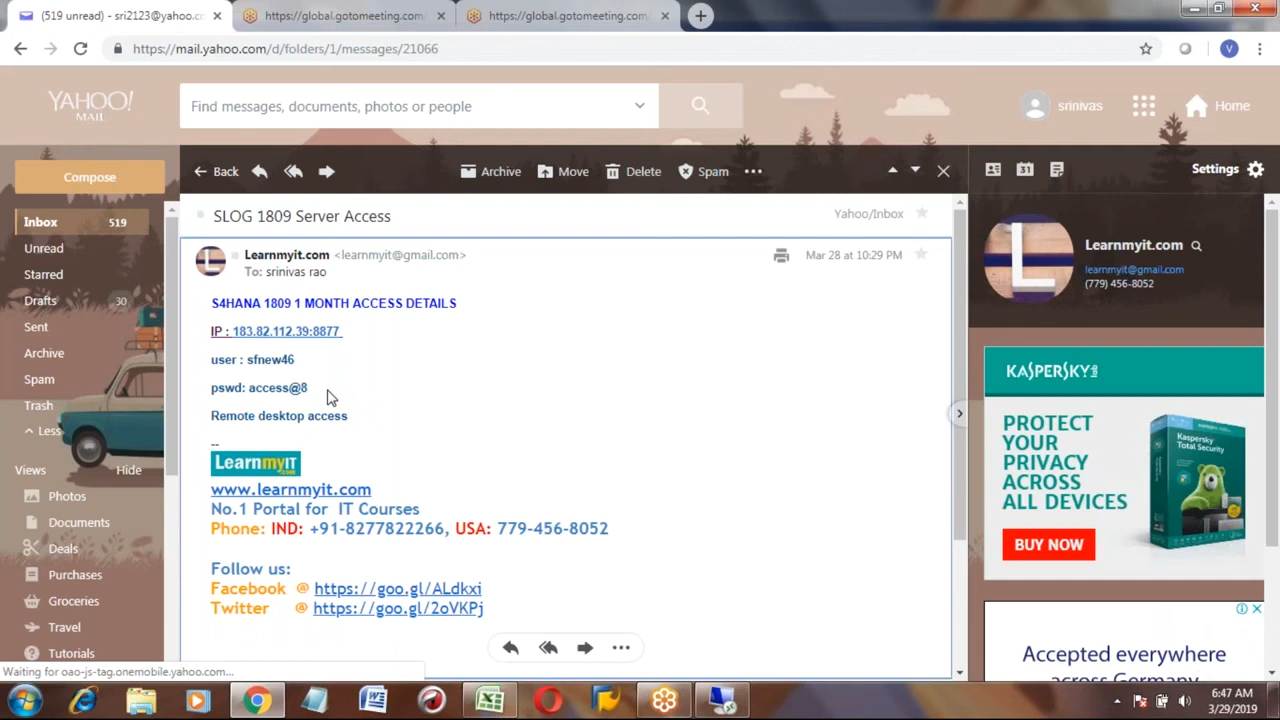 (519 unread) - sri2123@yahoo.cc
https://global.gotomeeting.com/
https://global.gotomeeting.com/
https://mail.yahoo.com/d/folders/1/messages/21066
V
YAHOO!
MAIL
Find messages, documents, photos or people
srinivas
Home
Compose
Back
Archive
Move
Delete
Spam
Settings
Inbox 519
Unread
Starred
Drafts 30
Sent
Archive
Spam
Trash
Less
Views Hide
Photos
Documents
Deals
Purchases
Groceries
Travel
Tutorials
SLOG 1809 Server Access
Yahoo/Inbox
Learnmyit.com <learnmyit@gmail.com>
Mar 28 at 10:29 PM
To: srinivas rao
S4HANA 1809 1 MONTH ACCESS DETAILS
IP : 183.82.112.39:8877
user : sfnew46
pswd: access@8
Remote desktop access
--
LearnmyIT
.COM
www.learnmyit.com
No.1 Portal for IT Courses
Phone: IND: +91-8277822266, USA: 779-456-8052
Follow us:
Facebook @ https://goo.gl/ALdkxi
Twitter @ https://goo.gl/2oVKPj
Learnmyit.com
learnmyit@gmail.com
(779) 456-8052
KASPERSKY lab
PROTECT
YOUR
PRIVACY
ACROSS
ALL DEVICES
BUY NOW
Kaspersky
Total Security
Accepted everywhere
across Germany
Waiting for oao-js-tag.onemobile.yahoo.com...
6:47 AM
3/29/2019